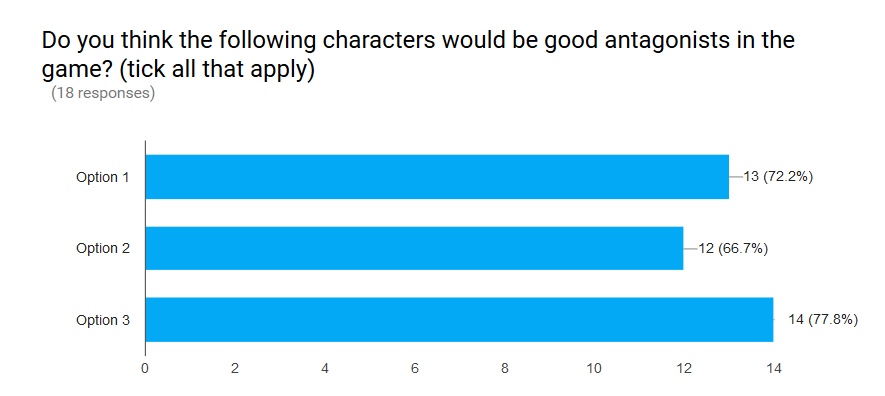 Do you think the following characters would be good antagonists in the
game? (tick all that apply)
(18 responses)
Option 1
13 (72.2%)
Option 2
12 (66.7%)
Option 3
14 (77.8%)
0 2 4 6 8 10 12 14